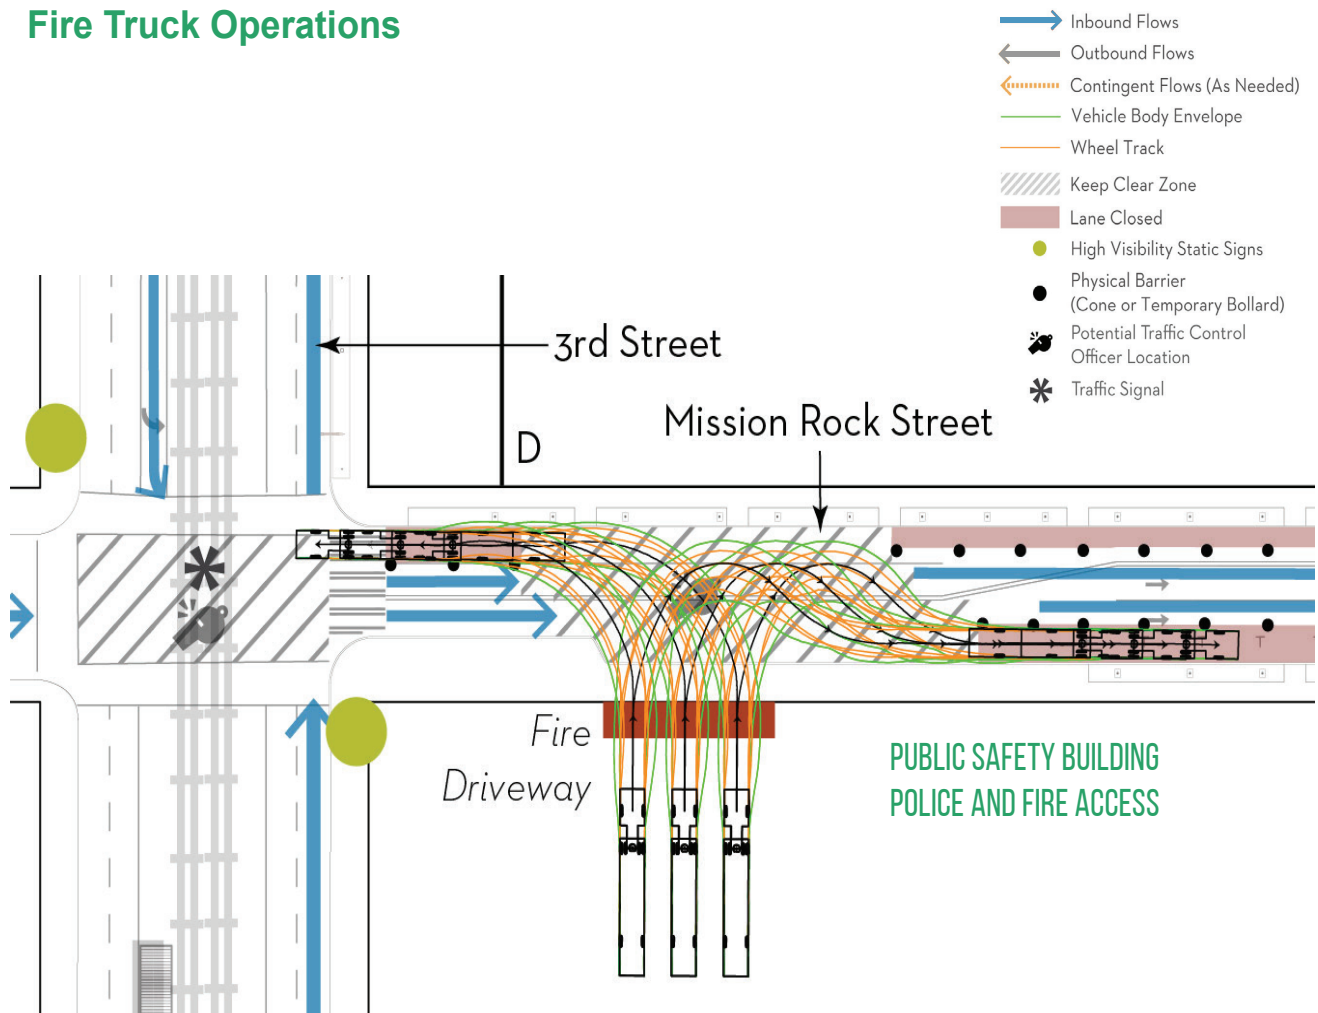 Fire Truck Operations
Inbound Flows
Outbound Flows
Contingent Flows (As Needed)
Vehicle Body Envelope
Wheel Track
Keep Clear Zone
Lane Closed
High Visibility Static Signs
Physical Barrier
(Cone or Temporary Bollard)
Potential Traffic Control
Officer Location
Traffic Signal
3rd Street
Mission Rock Street
D
Fire
Driveway
PUBLIC SAFETY BUILDING
POLICE AND FIRE ACCESS